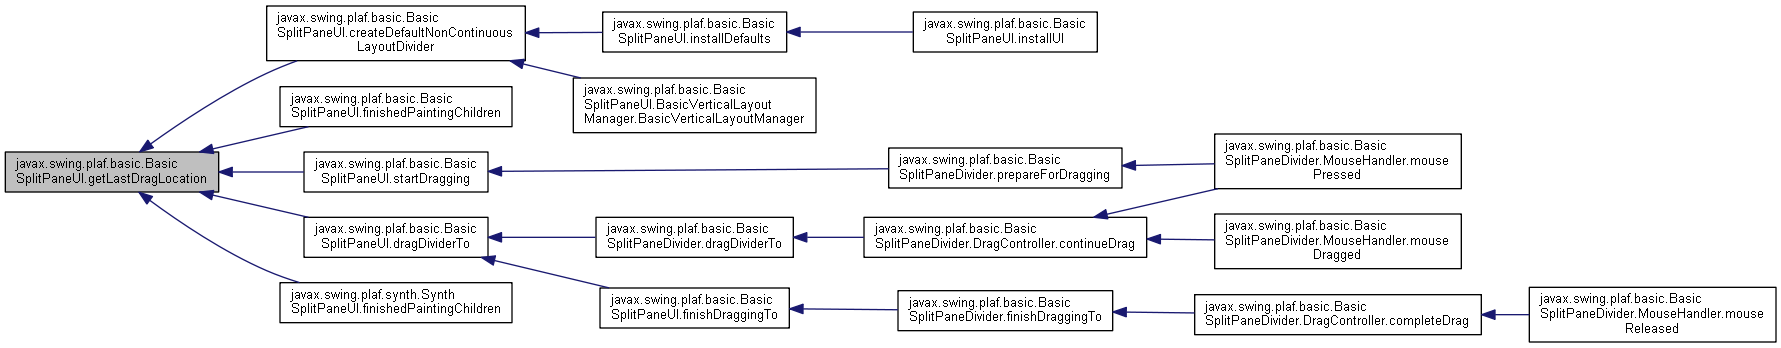 javax.swing.plaf.basic.Basic
SplitPaneUI.getLastDragLocation
javax.swing.plaf.basic.Basic
SplitPaneUI.createDefaultNonContinuous
LayoutDivider
javax.swing.plaf.basic.Basic
SplitPaneUI.installDefaults
javax.swing.plaf.basic.Basic
SplitPaneUI.installUI
javax.swing.plaf.basic.Basic
SplitPaneUI.BasicVerticalLayout
Manager.BasicVerticalLayoutManager
javax.swing.plaf.basic.Basic
SplitPaneUI.finishedPaintingChildren
javax.swing.plaf.basic.Basic
SplitPaneUI.startDragging
javax.swing.plaf.basic.Basic
SplitPaneDivider.prepareForDragging
javax.swing.plaf.basic.Basic
SplitPaneDivider.MouseHandler.mouse
Pressed
javax.swing.plaf.basic.Basic
SplitPaneUI.dragDividerTo
javax.swing.plaf.basic.Basic
SplitPaneDivider.dragDividerTo
javax.swing.plaf.basic.Basic
SplitPaneDivider.DragController.continueDrag
javax.swing.plaf.basic.Basic
SplitPaneDivider.MouseHandler.mouse
Dragged
javax.swing.plaf.synth.Synth
SplitPaneUI.finishedPaintingChildren
javax.swing.plaf.basic.Basic
SplitPaneUI.finishDraggingTo
javax.swing.plaf.basic.Basic
SplitPaneDivider.finishDraggingTo
javax.swing.plaf.basic.Basic
SplitPaneDivider.DragController.completeDrag
javax.swing.plaf.basic.Basic
SplitPaneDivider.MouseHandler.mouse
Released